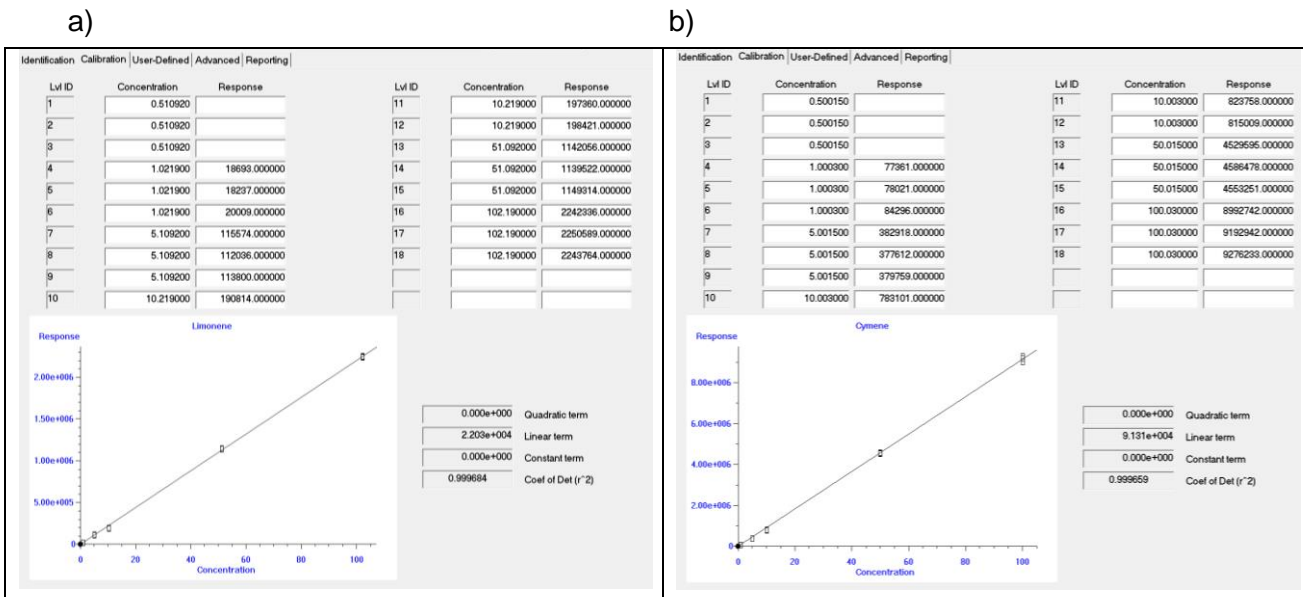 a)
b)
Identification Calibration User-Defined Advanced Reporting
Lvl ID Concentration Response Lvl ID Concentration Response
1 0.510920 11 10.219000 197360.000000
2 0.510920 12 10.219000 198421.000000
3 0.510920 13 51.092000 1142056.000000
4 1.021900 18693.000000 14 51.092000 1139522.000000
5 1.021900 18237.000000 15 51.092000 1149314.000000
6 1.021900 20009.000000 16 102.190000 2242336.000000
7 5.109200 115574.000000 17 102.190000 2250589.000000
8 5.109200 112036.000000 18 102.190000 2243764.000000
9 5.109200 113800.000000
10 10.219000 190814.000000
Limonene
Response
2.00e+006
1.50e+006
1.00e+006
5.00e+005
0
0 20 40 60 80 100
Concentration
0.000e+000 Quadratic term
2.203e+004 Linear term
0.000e+000 Constant term
0.999684 Coef of Det (r^2)
Identification Calibration User-Defined Advanced Reporting
Lvl ID Concentration Response Lvl ID Concentration Response
1 0.500150 11 10.003000 823758.000000
2 0.500150 12 10.003000 815009.000000
3 0.500150 13 50.015000 4529595.000000
4 1.000300 77361.000000 14 50.015000 4586478.000000
5 1.000300 78021.000000 15 50.015000 4553251.000000
6 1.000300 84296.000000 16 100.030000 8992742.000000
7 5.001500 382918.000000 17 100.030000 9192942.000000
8 5.001500 377612.000000 18 100.030000 9276233.000000
9 5.001500 379759.000000
10 10.003000 783101.000000
Cymene
Response
8.00e+006
6.00e+006
4.00e+006
2.00e+006
0
0 20 40 60 80 100
Concentration
0.000e+000 Quadratic term
9.131e+004 Linear term
0.000e+000 Constant term
0.999659 Coef of Det (r^2)